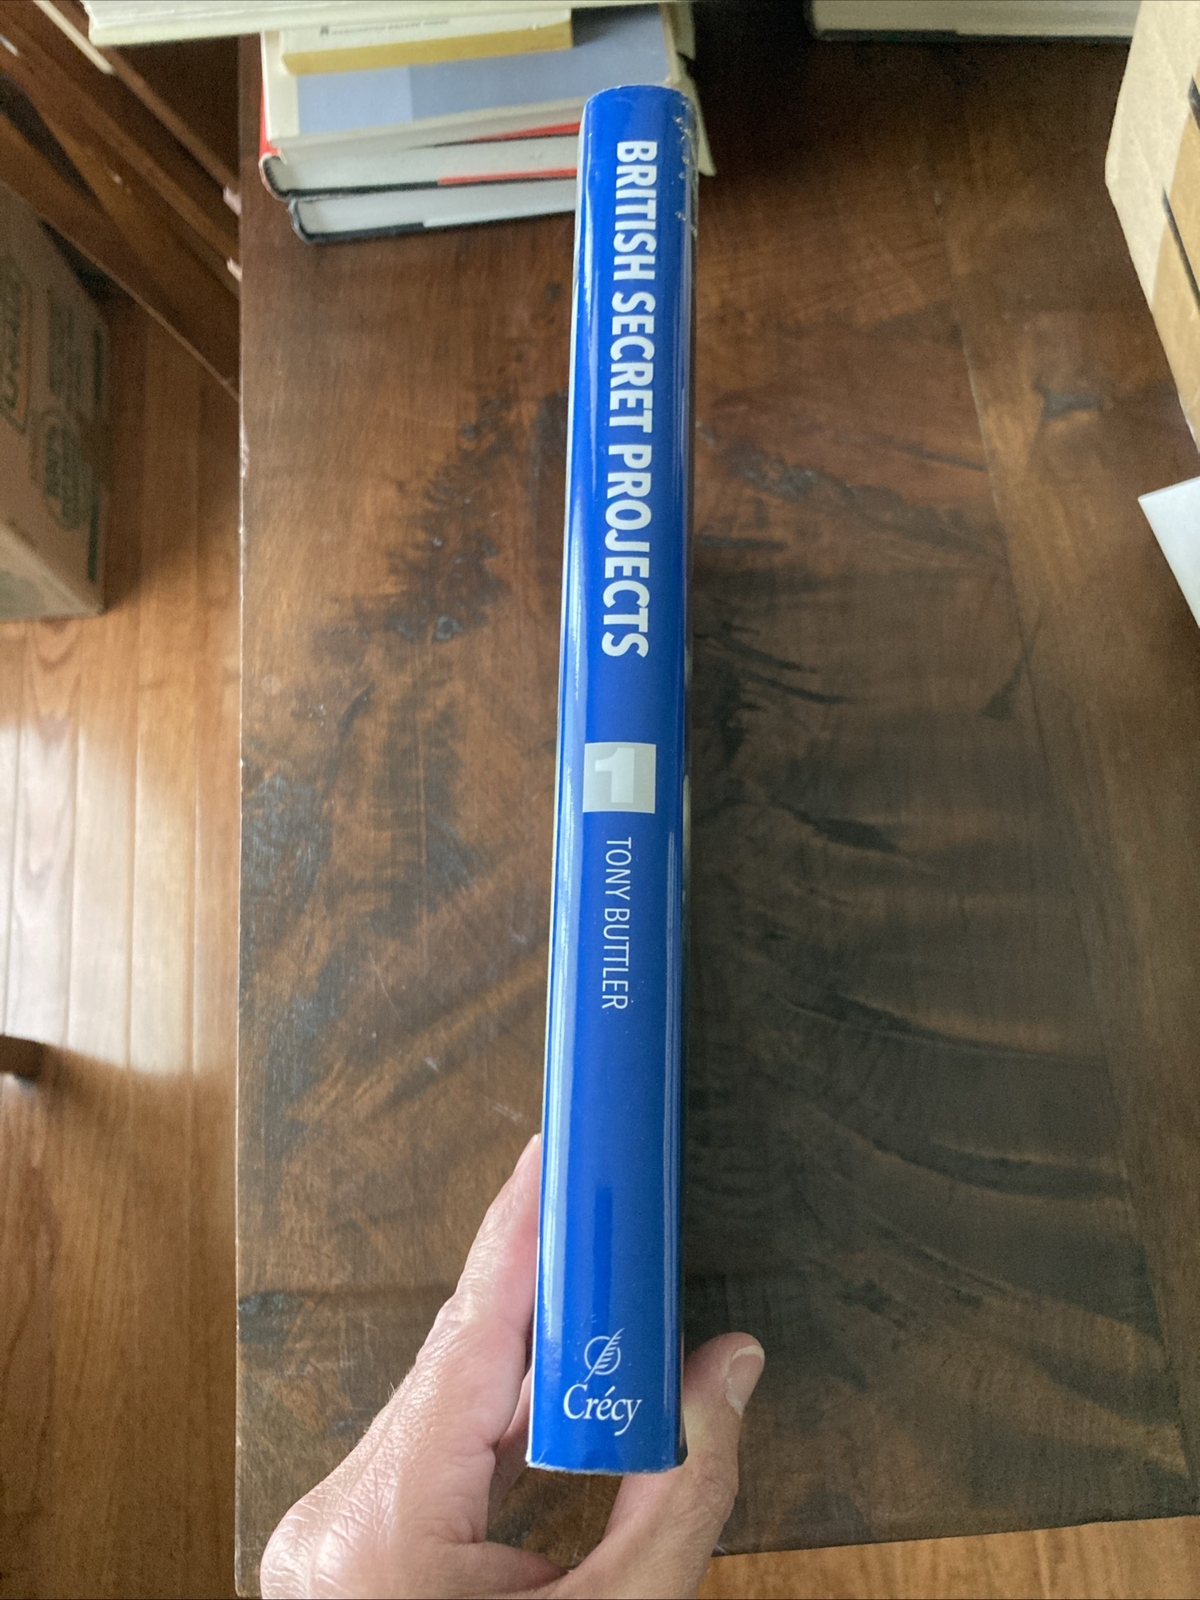 BRITISH SECRET PROJECTS
1
TONY BUTTLER
Crécy